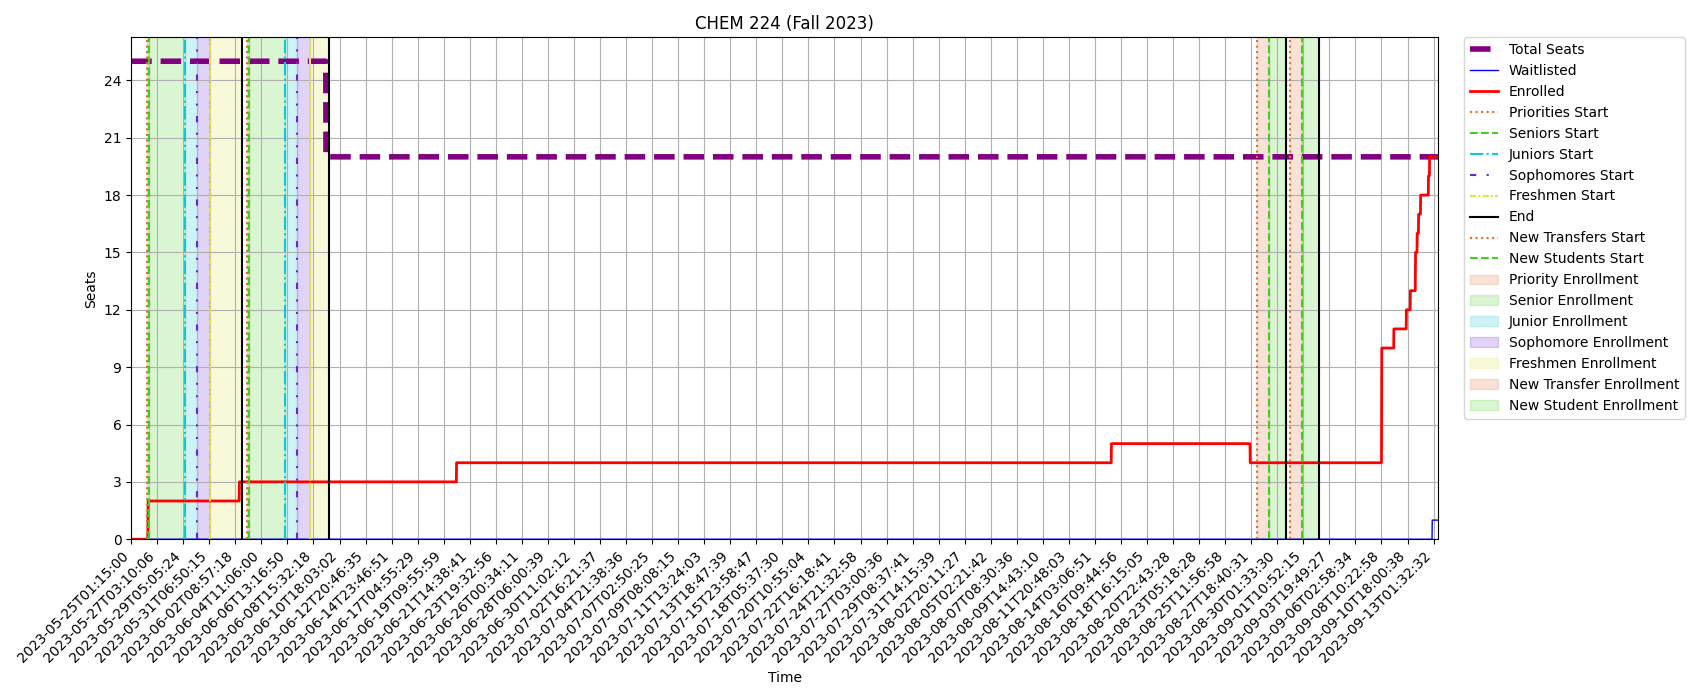 CHEM 224 (Fall 2023)
Seats
24
21
18
15
12
9
6
3
0
2023-05-25T01:15:00
2023-05-27T03:10:06
2023-05-29T05:05:24
2023-05-31T06:50:15
2023-06-02T08:57:18
2023-06-04T11:06:00
2023-06-06T13:16:50
2023-06-08T15:32:18
2023-06-10T18:03:02
2023-06-12T20:46:35
2023-06-14T23:46:51
2023-06-17T04:55:29
2023-06-19T09:55:59
2023-06-21T14:38:41
2023-06-23T19:32:56
2023-06-26T00:34:11
2023-06-28T06:00:39
2023-06-30T11:02:12
2023-07-02T16:21:37
2023-07-04T21:38:36
2023-07-07T02:50:25
2023-07-09T08:08:15
2023-07-11T13:24:03
2023-07-13T18:47:39
2023-07-15T23:58:47
2023-07-18T05:37:30
2023-07-20T10:55:04
2023-07-22T16:18:41
2023-07-24T21:32:58
2023-07-27T03:00:36
2023-07-29T08:37:41
2023-07-31T14:15:39
2023-08-02T20:11:27
2023-08-05T02:21:42
2023-08-07T08:30:36
2023-08-09T14:43:10
2023-08-11T20:48:03
2023-08-14T03:06:51
2023-08-16T09:44:56
2023-08-18T16:15:05
2023-08-20T22:43:28
2023-08-23T05:18:28
2023-08-25T11:56:58
2023-08-27T18:40:31
2023-08-30T01:33:30
2023-09-01T10:52:15
2023-09-03T19:49:27
2023-09-06T02:58:34
2023-09-08T10:22:58
2023-09-10T18:00:38
2023-09-13T01:32:32
Time
Total Seats
Waitlisted
Enrolled
Priorities Start
Seniors Start
Juniors Start
Sophomores Start
Freshmen Start
End
New Transfers Start
New Students Start
Priority Enrollment
Senior Enrollment
Junior Enrollment
Sophomore Enrollment
Freshmen Enrollment
New Transfer Enrollment
New Student Enrollment